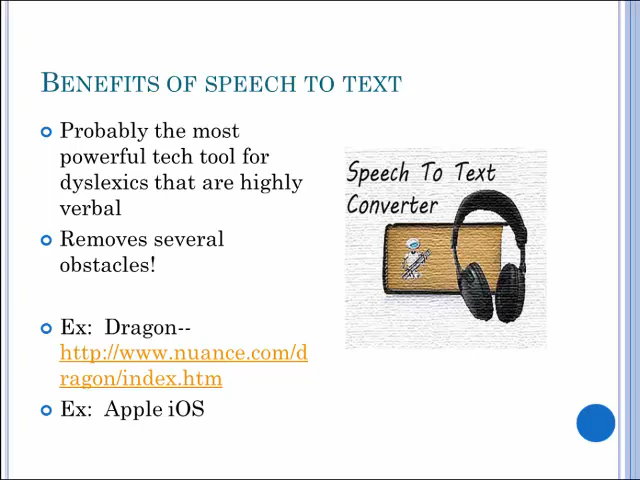 BENEFITS OF SPEECH TO TEXT
Probably the most
powerful tech tool for
dyslexics that are highly
verbal
Removes several
obstacles!
Ex: Dragon--
http://www.nuance.com/d
ragon/index.htm
Ex: Apple iOS
Speech To Text
Converter